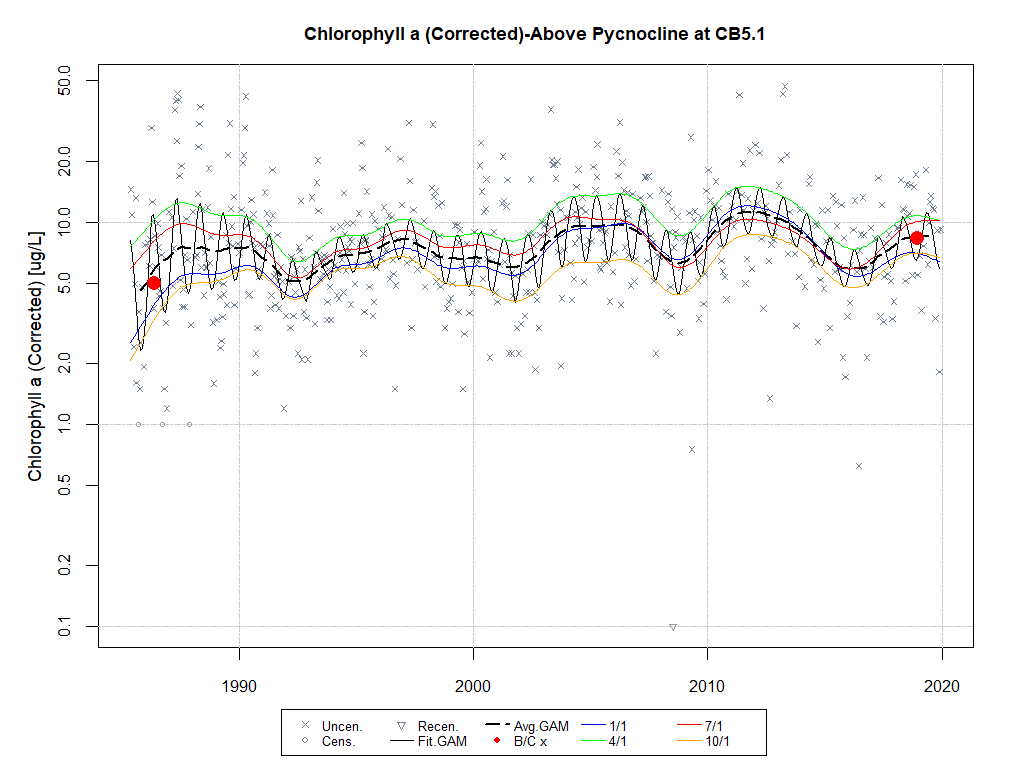 Chlorophyll a (Corrected)-Above Pycnocline at CB5.1
Chlorophyll a (Corrected) [ug/L]
50.0
20.0
10.0
5.0
2.0
1.0
0.5
0.2
0.1
1990 2000 2010 2020
Uncen. Recen. Avg.GAM 1/1 7/1
Cens. Fit.GAM B/C x 4/1 10/1